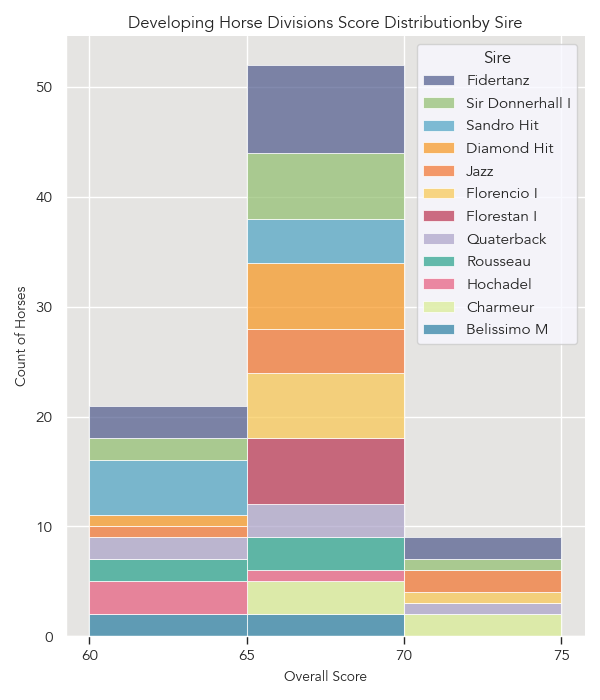 Developing Horse Divisions Score Distributionby Sire
Sire
Fidertanz
Sir Donnerhall I
Sandro Hit
Diamond Hit
Jazz
Florencio I
Florestan I
Quaterback
Rousseau
Hochadel
Charmeur
Belissimo M
Count of Horses
50
40
30
20
10
0
60 65 70 75
Overall Score